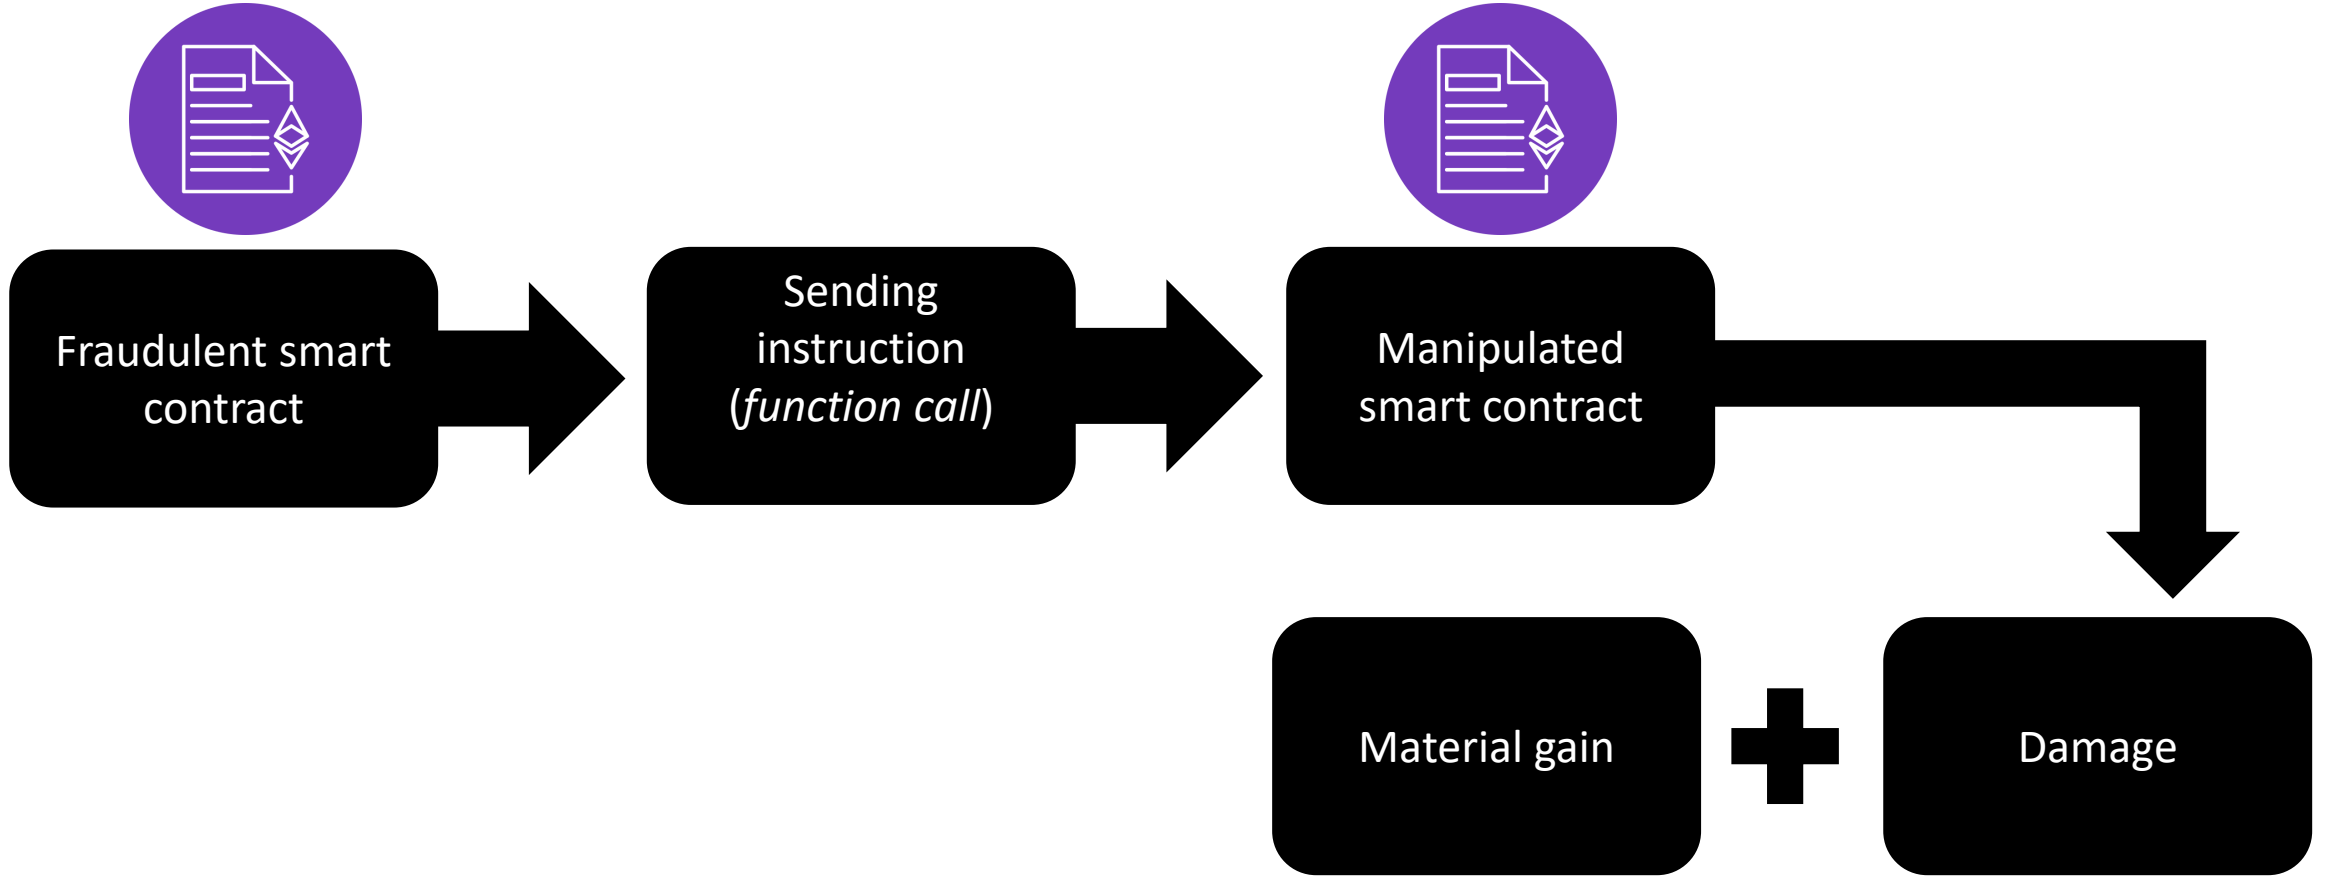 Fraudulent smart
contract
Sending
instruction
(function call)
Manipulated
smart contract
Material gain
Damage